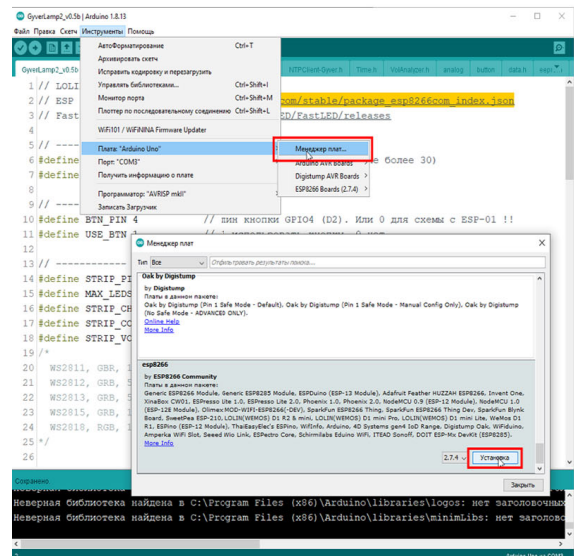 GyverLamp2_v0.5b | Arduino 1.8.13
Файл Правка Скетч Инструменты Помощь
АвтоФорматирование Ctrl+T
Архивировать скетч
Исправить кодировку и перезагрузить
Управлять библиотеками... Ctrl+Shift+I
Монитор порта Ctrl+Shift+M
Плоттер по последовательному соединению Ctrl+Shift+L
WiFi101 / WiFiNINA Firmware Updater
Плата: "Arduino Uno"
Порт: "COM3"
Получить информацию о плате
Программатор: "AVRISP mkII"
Записать Загрузчик
Менеджер плат...
Arduino AVR Boards
Digistump AVR Boards >
ESP8266 Boards (2.7.4) >
GyverLamp2_v0.5b NTPClient-Gyver.h Time.h VolAnalyzer.h analog button data.h
1 // LOLI
2 // ESP com/stable/package_esp8266com_index.json
3 // Fast ED/FastLED/releases
4
5 // ----
6 #define е более 30)
7 #define
8
9 // ----
10 #define BTN_PIN 4 // пин кнопки GPIO4 (D2). Или 0 для схемы с ESP-01 !!
11 #define USE_BTN 1 // 1 использовать кнопку, 0 нет
12
13 // -----------
14 #define STRIP_PI
15 #define MAX_LEDS
16 #define STRIP_CH
17 #define STRIP_CO
18 #define STRIP_VO
19 /*
20 WS2811, GBR,
21 WS2812, GRB,
22 WS2813, GRB,
23 WS2815, GRB,
24 WS2818, RGB,
25 */
26
Менеджер плат
Тип Все Отфильтровать результаты поиска...
Oak by Digistump
by Digistump
Платы в данном пакете:
Oak by Digistump (Pin 1 Safe Mode - Default), Oak by Digistump (Pin 1 Safe Mode - Manual Config Only), Oak by Digistump
(No Safe Mode - ADVANCED ONLY).
Online Help
More Info
esp8266
by ESP8266 Community
Платы в данном пакете:
Generic ESP8266 Module, Generic ESP8285 Module, ESPDuino (ESP-13 Module), Adafruit Feather HUZZAH ESP8266, Invent One,
XinaBox CW01, ESPresso Lite 1.0, ESPresso Lite 2.0, Phoenix 1.0, Phoenix 2.0, NodeMCU 0.9 (ESP-12 Module), NodeMCU 1.0
(ESP-12E Module), Olimex MOD-WIFI-ESP8266(-DEV), SparkFun ESP8266 Thing, SparkFun ESP8266 Thing Dev, SparkFun Blynk
Board, SweetPea ESP-210, LOLIN(WEMOS) D1 R2 & mini, LOLIN(WEMOS) D1 mini Pro, LOLIN(WEMOS) D1 mini Lite, WeMos D1
R1, ESPino (ESP-12 Module), ThaiEasyElec's ESPino, WifInfo, Arduino, 4D Systems gen4 IoD Range, Digistump Oak, WiFiduino,
Amperka WiFi Slot, Seeed Wio Link, ESPectro Core, Schirmilabs Eduino WiFi, ITEAD Sonoff, DOIT ESP-Mx DevKit (ESP8285).
More Info
2.7.4 Установка
Закрыть
Сохранено
Неверная библиотека найдена в C:\Program Files (x86)\Arduino\libraries\logos: нет заголовочных
Неверная библиотека найдена в C:\Program Files (x86)\Arduino\libraries\minimLibs: нет заголовоч